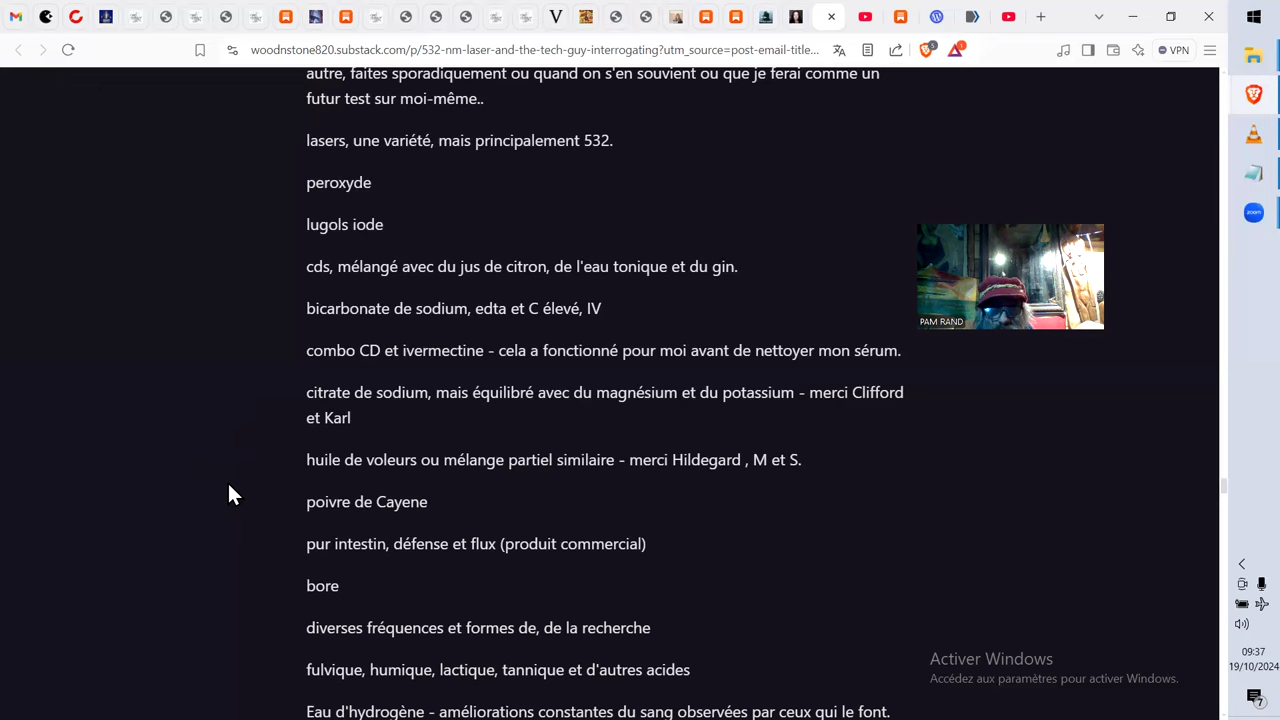 woodnstone820.substack.com/p/532-nm-laser-and-the-tech-guy-interrogating?utm_source=post-email-title...
VPN
autre, faites sporadiquement ou quand on s'en souvient ou que je ferai comme un
futur test sur moi-même..
lasers, une variété, mais principalement 532.
peroxyde
lugols iode
cds, mélangé avec du jus de citron, de l'eau tonique et du gin.
PAM RAND
bicarbonate de sodium, edta et C élevé, IV
combo CD et ivermectine - cela a fonctionné pour moi avant de nettoyer mon sérum.
citrate de sodium, mais équilibré avec du magnésium et du potassium - merci Clifford
et Karl
huile de voleurs ou mélange partiel similaire - merci Hildegard , M et S.
poivre de Cayene
pur intestin, défense et flux (produit commercial)
bore
diverses fréquences et formes de, de la recherche
fulvique, humique, lactique, tannique et d'autres acides
Eau d'hydrogène - améliorations constantes du sang observées par ceux qui le font.
Activer Windows
Accédez aux paramètres pour activer Windows.
zoom
09:37
19/10/2024
7